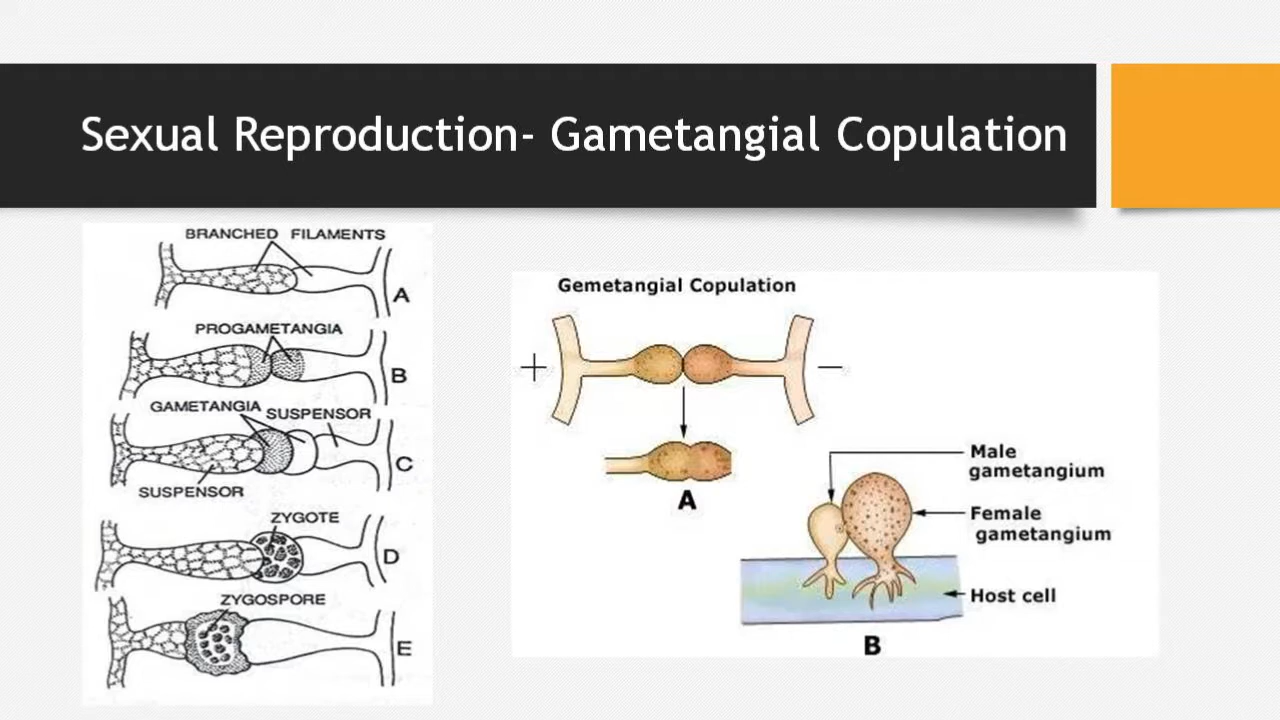 Sexual Reproduction- Gametangial Copulation
BRANCHED FILAMENTS
A
PROGAMETANGIA
B
GAMETANGIA
SUSPENSOR
C
SUSPENSOR
ZYGOTE
D
ZYGOSPORE
E
Gemetangial Copulation
+
−
A
Male
gametangium
Female
gametangium
Host cell
B